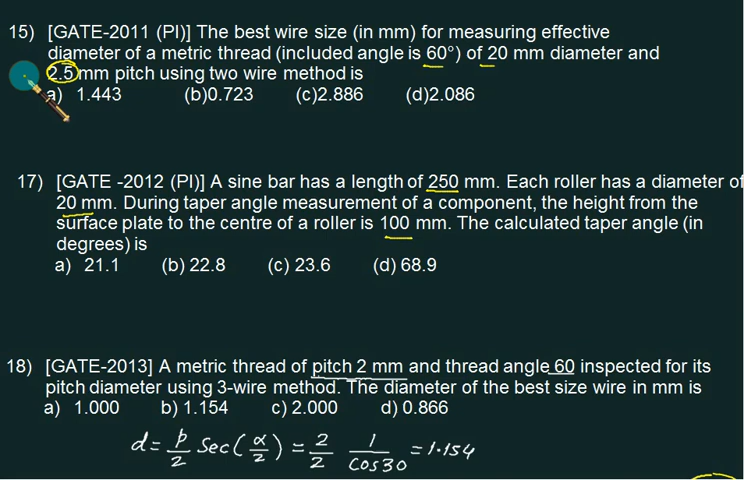 15) [GATE-2011 (PI)] The best wire size (in mm) for measuring effective
diameter of a metric thread (included angle is 60°) of 20 mm diameter and
2.5 mm pitch using two wire method is
a) 1.443 (b)0.723 (c)2.886 (d)2.086
17) [GATE -2012 (PI)] A sine bar has a length of 250 mm. Each roller has a diameter of
20 mm. During taper angle measurement of a component, the height from the
surface plate to the centre of a roller is 100 mm. The calculated taper angle (in
degrees) is
a) 21.1 (b) 22.8 (c) 23.6 (d) 68.9
18) [GATE-2013] A metric thread of pitch 2 mm and thread angle 60 inspected for its
pitch diameter using 3-wire method. The diameter of the best size wire in mm is
a) 1.000 b) 1.154 c) 2.000 d) 0.866
d = p/2 Sec(α/2) = 2/2 1/Cos30 = 1.154